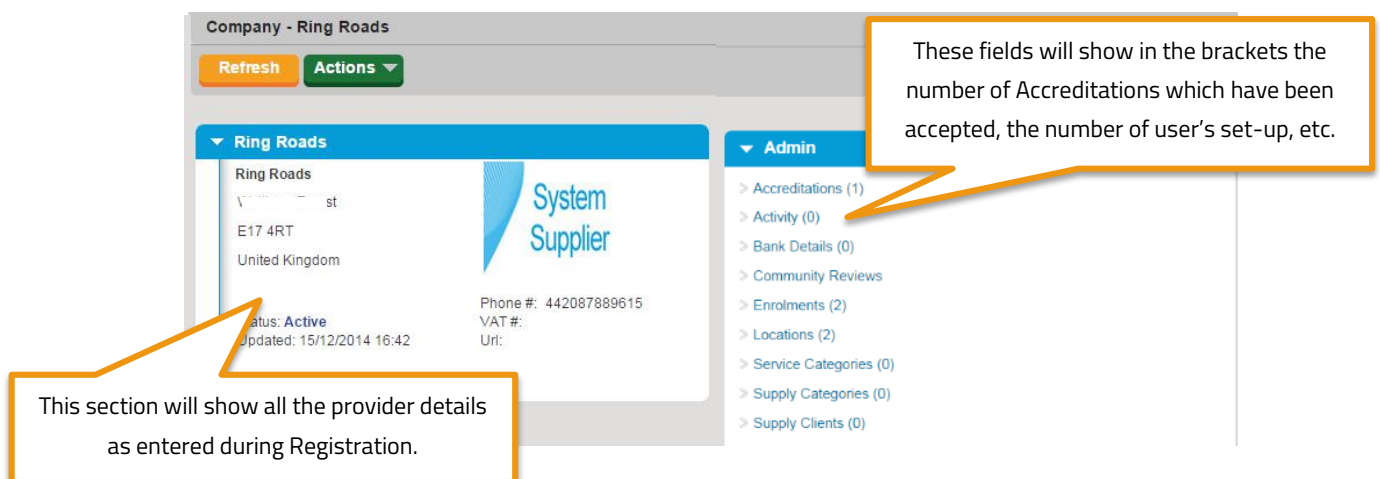 Company - Ring Roads
Refresh
Actions
These fields will show in the brackets the
number of Accreditations which have been
accepted, the number of user's set-up, etc.
Ring Roads
Ring Roads
st
E17 4RT
United Kingdom
System
Supplier
Phone #: 442087889615
VAT #:
Url:
atus: Active
Updated: 15/12/2014 16:42
This section will show all the provider details
as entered during Registration.
Admin
Accreditations (1)
Activity (0)
Bank Details (0)
Community Reviews
Enrolments (2)
Locations (2)
Service Categories (0)
Supply Categories (0)
Supply Clients (0)